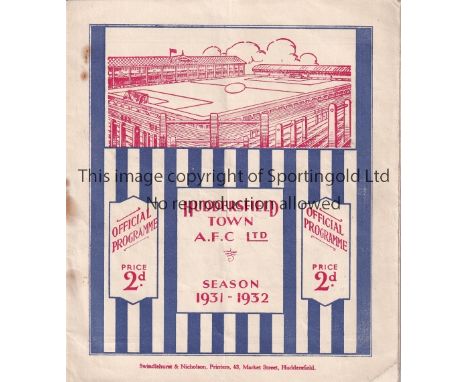 This image copyright of Sportingold Ltd
No reproduction allowed
HUDDERSFIELD
TOWN
A.F.C LTD
SEASON
1931-1932
OFFICIAL
PROGRAMME
PRICE
2d.
OFFICIAL
PROGRAMME
PRICE
2d.
Swindlehurst & Nicholson, Printers, 43, Market Street, Huddersfield.